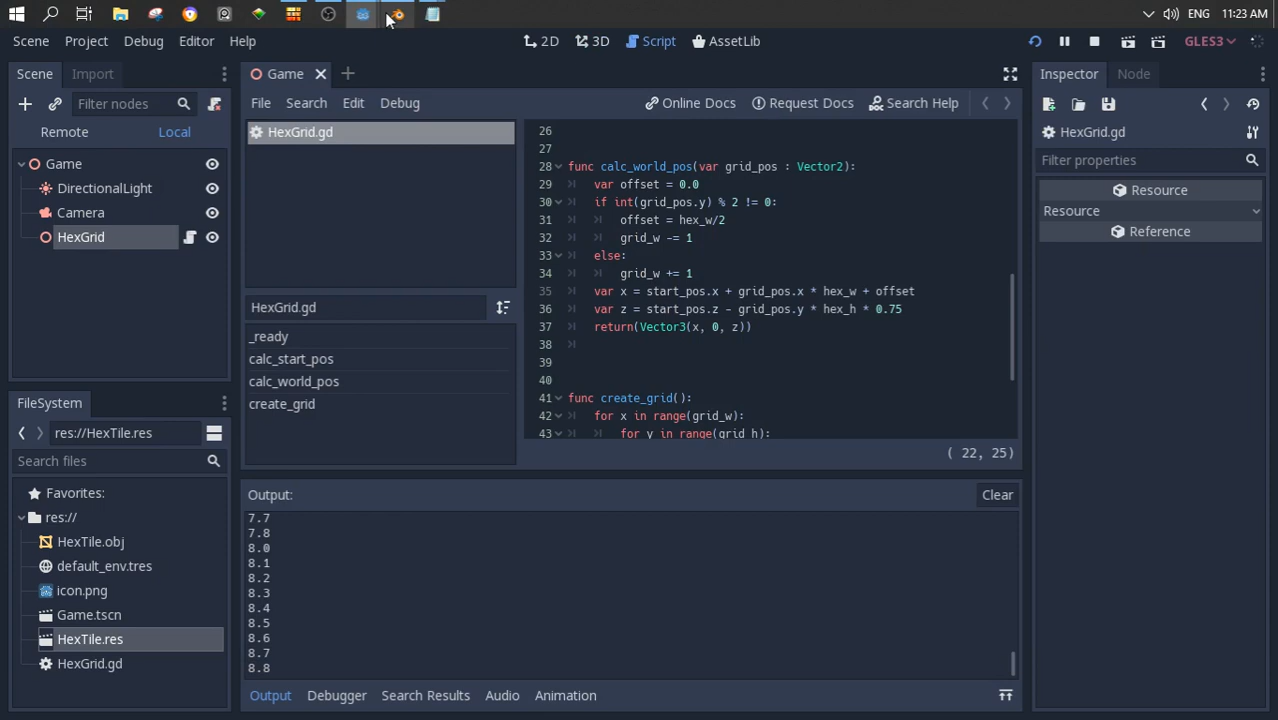 ENG 11:23 AM
Scene Project Debug Editor Help
2D 3D Script AssetLib
GLES3
Scene Import
Filter nodes
Remote Local
Game
DirectionalLight
Camera
HexGrid
FileSystem
res://HexTile.res
Search files
Favorites:
res://
HexTile.obj
default_env.tres
icon.png
Game.tscn
HexTile.res
HexGrid.gd
Game
File Search Edit Debug
Online Docs Request Docs Search Help
HexGrid.gd
HexGrid.gd
_ready
calc_start_pos
calc_world_pos
create_grid
26
27
28 func calc_world_pos(var grid_pos : Vector2):
29 var offset = 0.0
30 if int(grid_pos.y) % 2 != 0:
31 offset = hex_w/2
32 grid_w -= 1
33 else:
34 grid_w += 1
35 var x = start_pos.x + grid_pos.x * hex_w + offset
36 var z = start_pos.z - grid_pos.y * hex_h * 0.75
37 return(Vector3(x, 0, z))
38
39
40
41 func create_grid():
42 for x in range(grid_w):
43 for y in range(grid_h):
( 22, 25)
Output:
Clear
7.7
7.8
8.0
8.1
8.2
8.3
8.4
8.5
8.6
8.7
8.8
Output Debugger Search Results Audio Animation
Inspector Node
HexGrid.gd
Filter properties
Resource
Resource
Reference